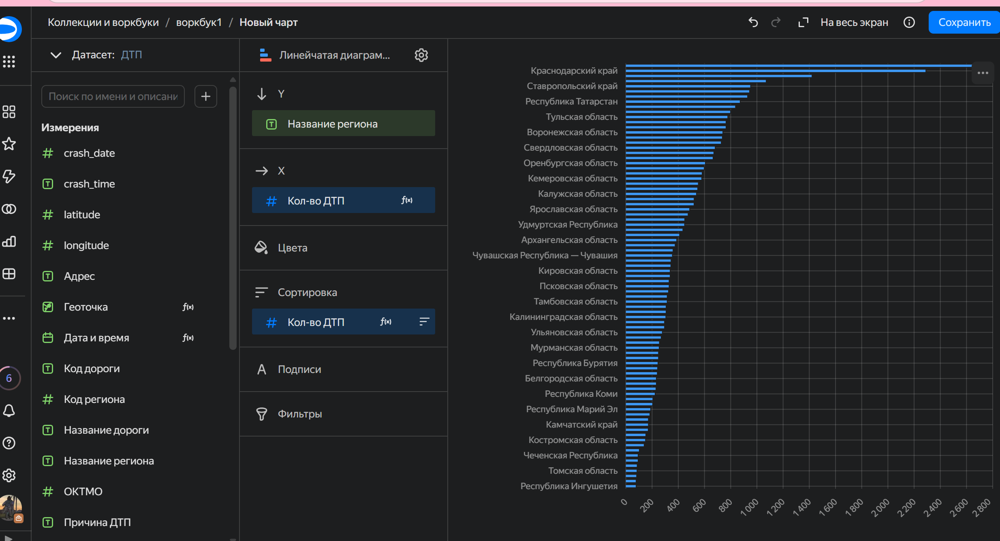 Коллекции и воркбуки / воркбук1 / Новый чарт
На весь экран
Сохранить
Датасет: ДТП
Поиск по имени и описани
Измерения
crash_date
crash_time
latitude
longitude
Адрес
Геоточка f(x)
Дата и время f(x)
Код дороги
Код региона
Название дороги
Название региона
ОКТМО
Причина ДТП
6
Линейчатая диаграм...
Y
Название региона
X
Кол-во ДТП f(x)
Цвета
Сортировка
Кол-во ДТП f(x)
Подписи
Фильтры
Краснодарский край
Ставропольский край
Республика Татарстан
Тульская область
Воронежская область
Свердловская область
Оренбургская область
Кемеровская область
Калужская область
Ярославская область
Удмуртская Республика
Архангельская область
Чувашская Республика — Чувашия
Кировская область
Псковская область
Тамбовская область
Калининградская область
Ульяновская область
Мурманская область
Республика Бурятия
Белгородская область
Республика Коми
Республика Марий Эл
Камчатский край
Костромская область
Чеченская Республика
Томская область
Республика Ингушетия
0 200 400 600 800 1 000 1 200 1 400 1 600 1 800 2 000 2 200 2 400 2 600 2 800